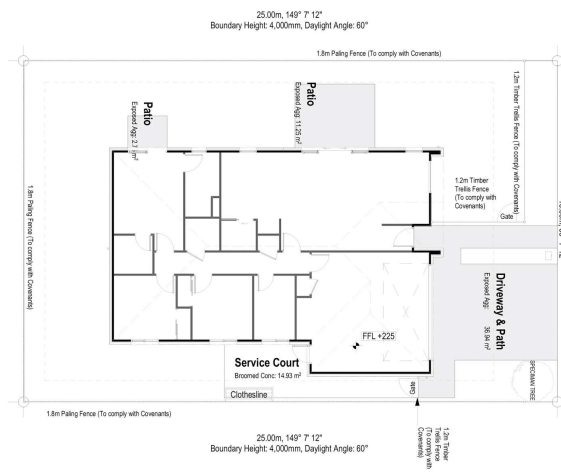 25.00m, 149° 7' 12"
Boundary Height: 4,000mm, Daylight Angle: 60°
1.8m Paling Fence (To comply with Covenants)
Patio
Exposed Agg: 11.25 m²
Patio
Exposed Agg:
1.2m Timber Trellis Fence (To comply with Covenants)
1.2m Timber
Trellis Fence
(To comply with
Covenants)
Gate
1.8m Paling Fence (To comply with Covenants)
Driveway & Path
Exposed Agg:
36.94 m²
FFL +225
Service Court
Broomed Conc: 14.93 m²
Clothesline
Gate
SPECIMAN TREE
1.8m Paling Fence (To comply with Covenants)
1.2m Timber
Trellis Fence
(To comply with
Covenants)
25.00m, 149° 7' 12"
Boundary Height: 4,000mm, Daylight Angle: 60°